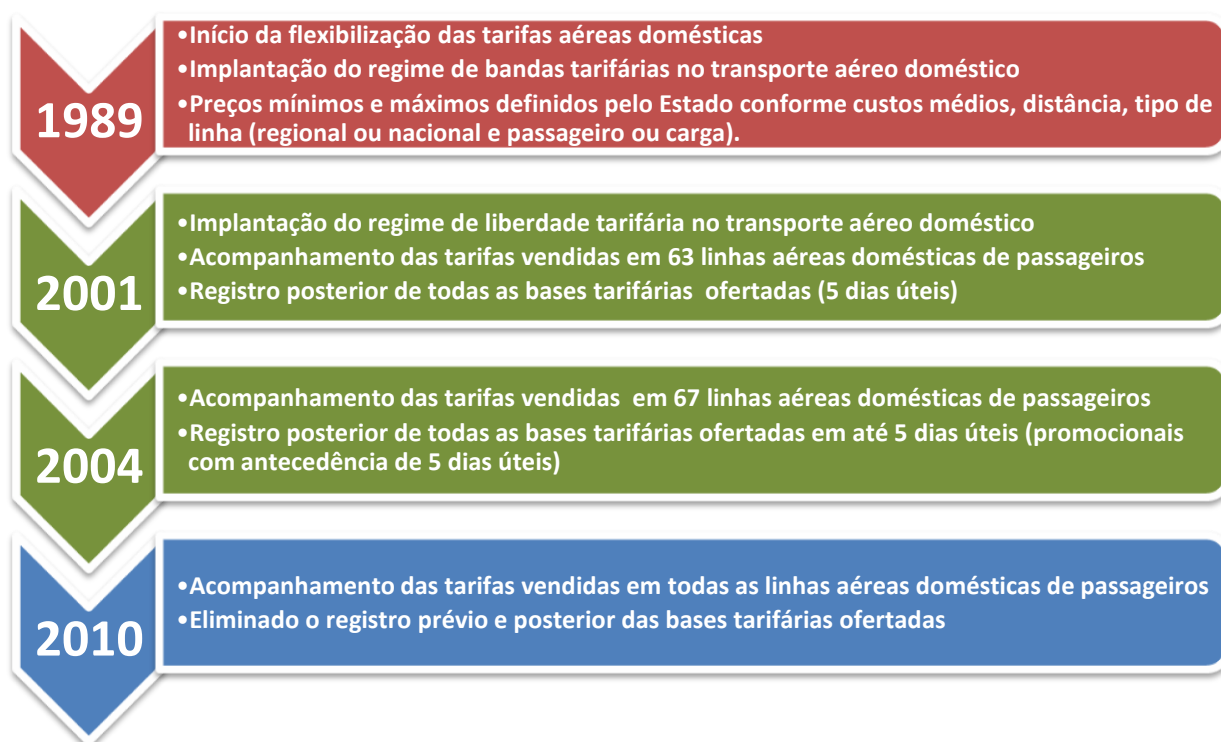 1989
•Início da flexibilização das tarifas aéreas domésticas
•Implantação do regime de bandas tarifárias no transporte aéreo doméstico
•Preços mínimos e máximos definidos pelo Estado conforme custos médios, distância, tipo de
linha (regional ou nacional e passageiro ou carga).
2001
•Implantação do regime de liberdade tarifária no transporte aéreo doméstico
•Acompanhamento das tarifas vendidas em 63 linhas aéreas domésticas de passageiros
•Registro posterior de todas as bases tarifárias ofertadas (5 dias úteis)
2004
•Acompanhamento das tarifas vendidas em 67 linhas aéreas domésticas de passageiros
•Registro posterior de todas as bases tarifárias ofertadas em até 5 dias úteis (promocionais
com antecedência de 5 dias úteis)
2010
•Acompanhamento das tarifas vendidas em todas as linhas aéreas domésticas de passageiros
•Eliminado o registro prévio e posterior das bases tarifárias ofertadas